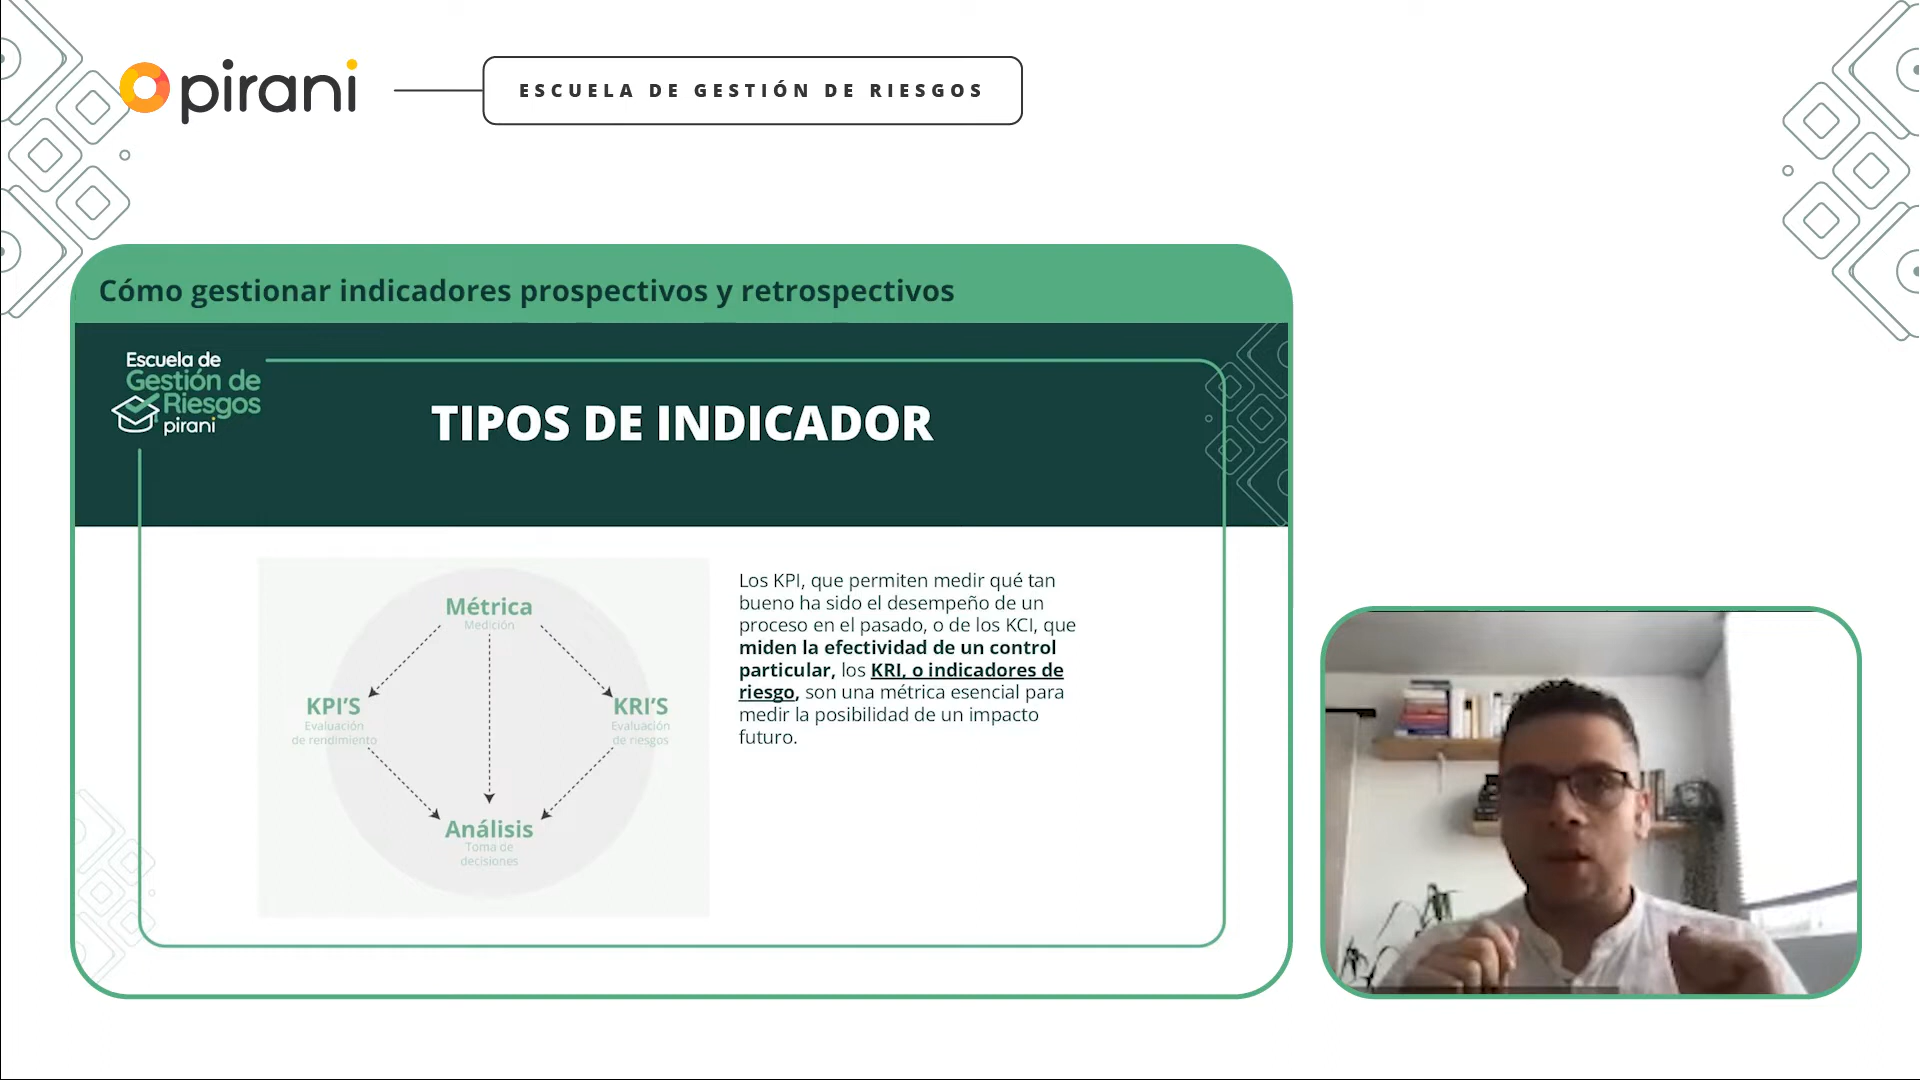 pirani
ESCUELA DE GESTIÓN DE RIESGOS
Cómo gestionar indicadores prospectivos y retrospectivos
Escuela de
Gestión de
Riesgos
pirani
TIPOS DE INDICADOR
Métrica
Medición
KPI'S
Evaluación
de rendimiento
KRI'S
Evaluación
de riesgos
Análisis
Toma de
decisiones
Los KPI, que permiten medir qué tan
bueno ha sido el desempeño de un
proceso en el pasado, o de los KCI, que
miden la efectividad de un control
particular, los KRI, o indicadores de
riesgo, son una métrica esencial para
medir la posibilidad de un impacto
futuro.